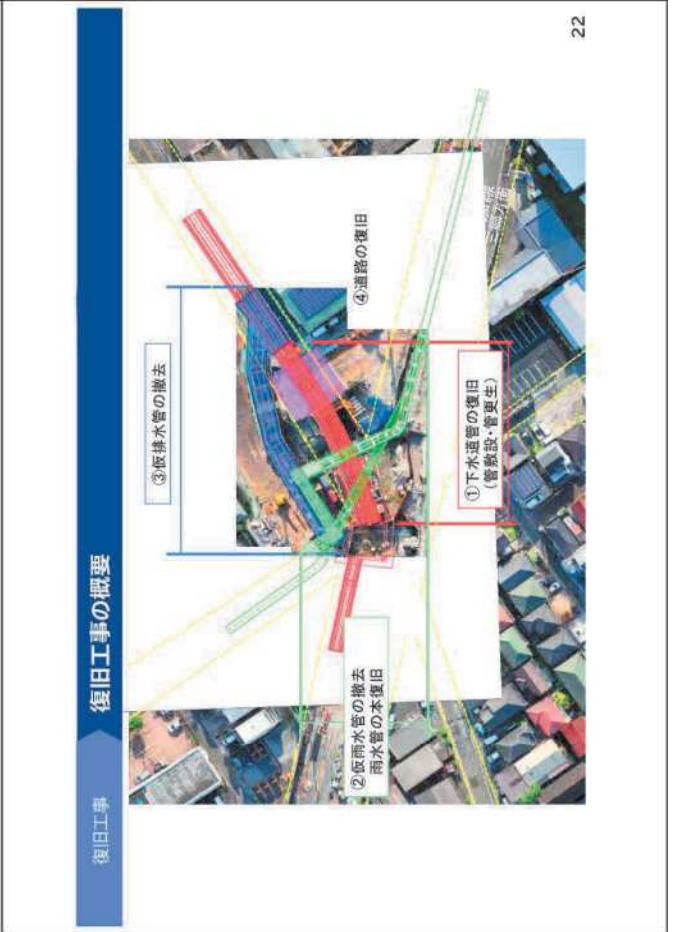 復旧工事
復旧工事の概要
③仮排水管の撤去
④道路の復旧
②仮雨水管の撤去
雨水管の本復旧
①下水道管の復旧
(管敷設・管更生)
22